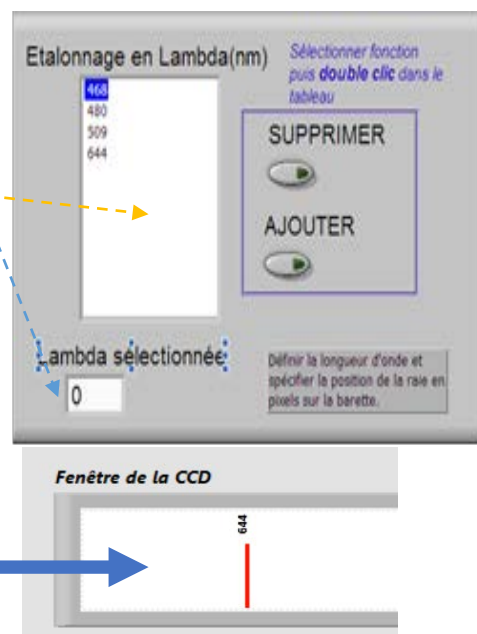 Etalonnage en Lambda(nm)
Sélectionner fonction
puis double clic dans le
tableau
468
480
509
644
SUPPRIMER
AJOUTER
Lambda sélectionnée
0
Définir la longueur d'onde et
spécifier la position de la raie en
pixels sur la barette.
Fenêtre de la CCD
644